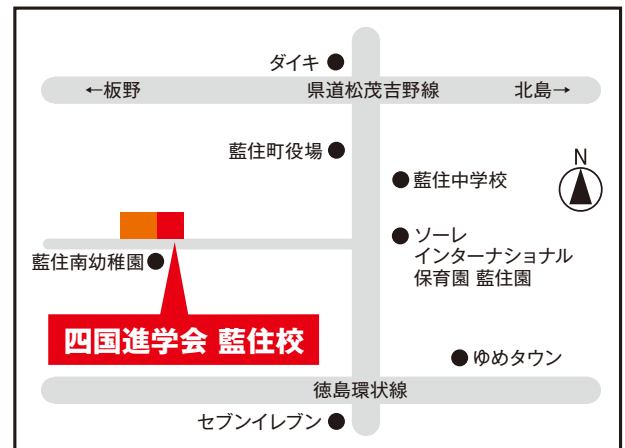 ダイキ
←板野
県道松茂吉野線
北島→
藍住町役場
藍住中学校
N
ソーレ
インターナショナル
保育園 藍住園
藍住南幼稚園
四国進学会 藍住校
ゆめタウン
徳島環状線
セブンイレブン